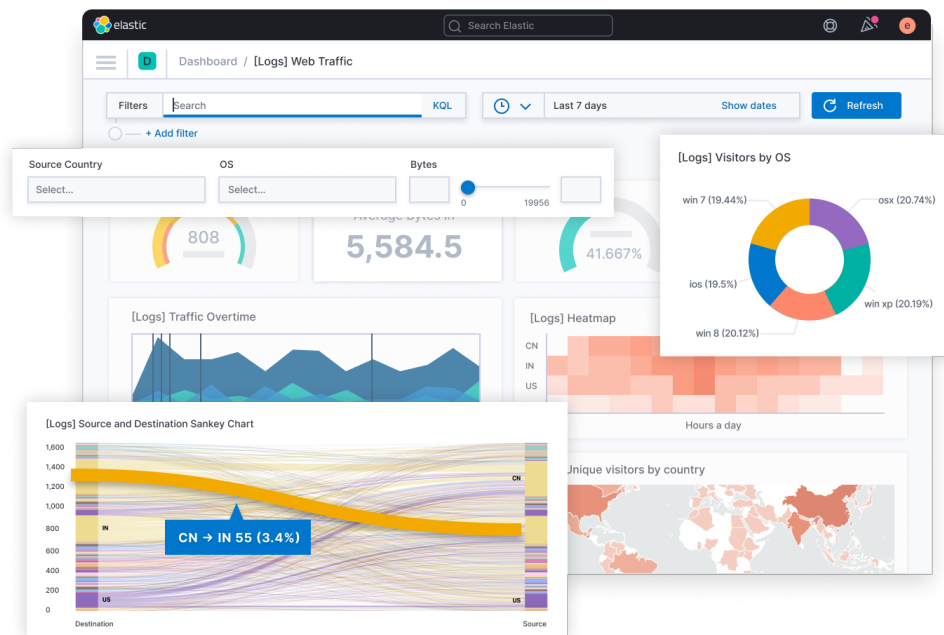 elastic
Search Elastic
e
D
Dashboard / [Logs] Web Traffic
Filters
Search
KQL
Last 7 days
Show dates
Refresh
+ Add filter
Source Country
OS
Bytes
Select...
Select...
0
19956
808
Average Bytes In
5,584.5
41.667%
[Logs] Visitors by OS
win 7 (19.44%)
osx (20.74%)
ios (19.5%)
win xp (20.19%)
win 8 (20.12%)
[Logs] Traffic Overtime
[Logs] Heatmap
CN
IN
US
Hours a day
[Logs] Source and Destination Sankey Chart
1,600
1,400
1,200
1,000
800
600
400
200
0
CN
IN
US
US
CN → IN 55 (3.4%)
Destination
Source
Unique visitors by country